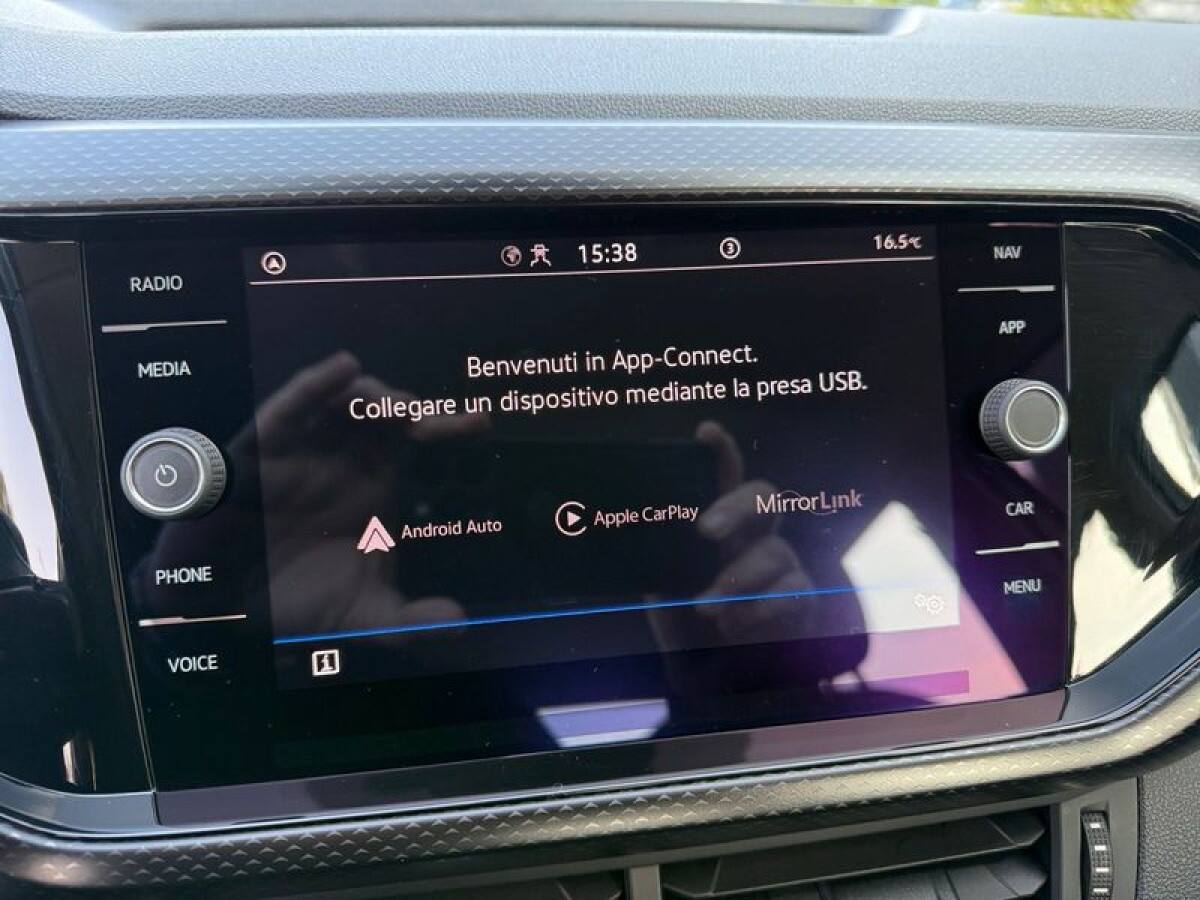 15:38
3
16.5°C
RADIO
MEDIA
PHONE
VOICE
Benvenuti in App-Connect.
Collegare un dispositivo mediante la presa USB.
Android Auto
Apple CarPlay
MirrorLink
i
NAV
APP
CAR
MENU